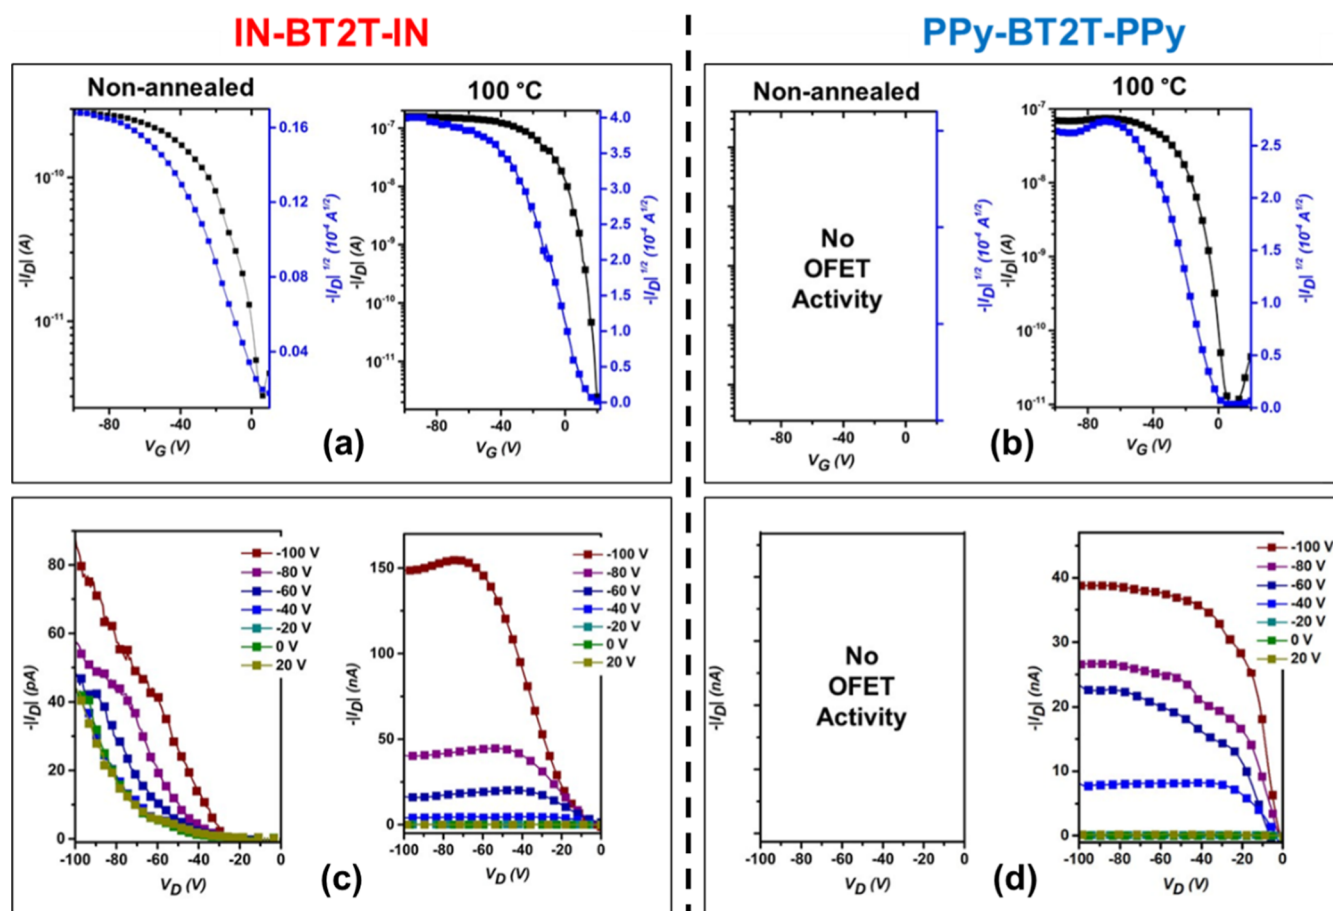 IN-BT2T-IN
PPy-BT2T-PPy
Non-annealed
100 °C
Non-annealed
100 °C
10⁻¹⁰
10⁻¹¹
-|I_D| (A)
0.16
0.12
0.08
0.04
-|I_D|^1/2 (10⁻⁴ A^1/2)
-80
-40
0
V_G (V)
(a)
10⁻⁷
10⁻⁸
10⁻⁹
10⁻¹⁰
10⁻¹¹
-|I_D| (A)
4.0
3.5
3.0
2.5
2.0
1.5
1.0
0.5
0.0
-|I_D|^1/2 (10⁻⁴ A^1/2)
-80
-40
0
V_G (V)
No
OFET
Activity
-|I_D|^1/2 (10⁻⁴ A^1/2)
-80
-40
0
V_G (V)
(b)
10⁻⁷
10⁻⁸
10⁻⁹
10⁻¹⁰
10⁻¹¹
-|I_D| (A)
2.5
2.0
1.5
1.0
0.5
0.0
-|I_D|^1/2 (10⁻⁴ A^1/2)
-80
-40
0
V_G (V)
80
60
40
20
0
-|I_D| (pA)
-100 V
-80 V
-60 V
-40 V
-20 V
0 V
20 V
-100 -80 -60 -40 -20 0
V_D (V)
(c)
150
100
50
0
-|I_D| (nA)
-100 V
-80 V
-60 V
-40 V
-20 V
0 V
20 V
-100 -80 -60 -40 -20 0
V_D (V)
-|I_D| (nA)
No
OFET
Activity
-100 -80 -60 -40 -20 0
V_D (V)
(d)
40
30
20
10
0
-|I_D| (nA)
-100 V
-80 V
-60 V
-40 V
-20 V
0 V
20 V
-100 -80 -60 -40 -20 0
V_D (V)